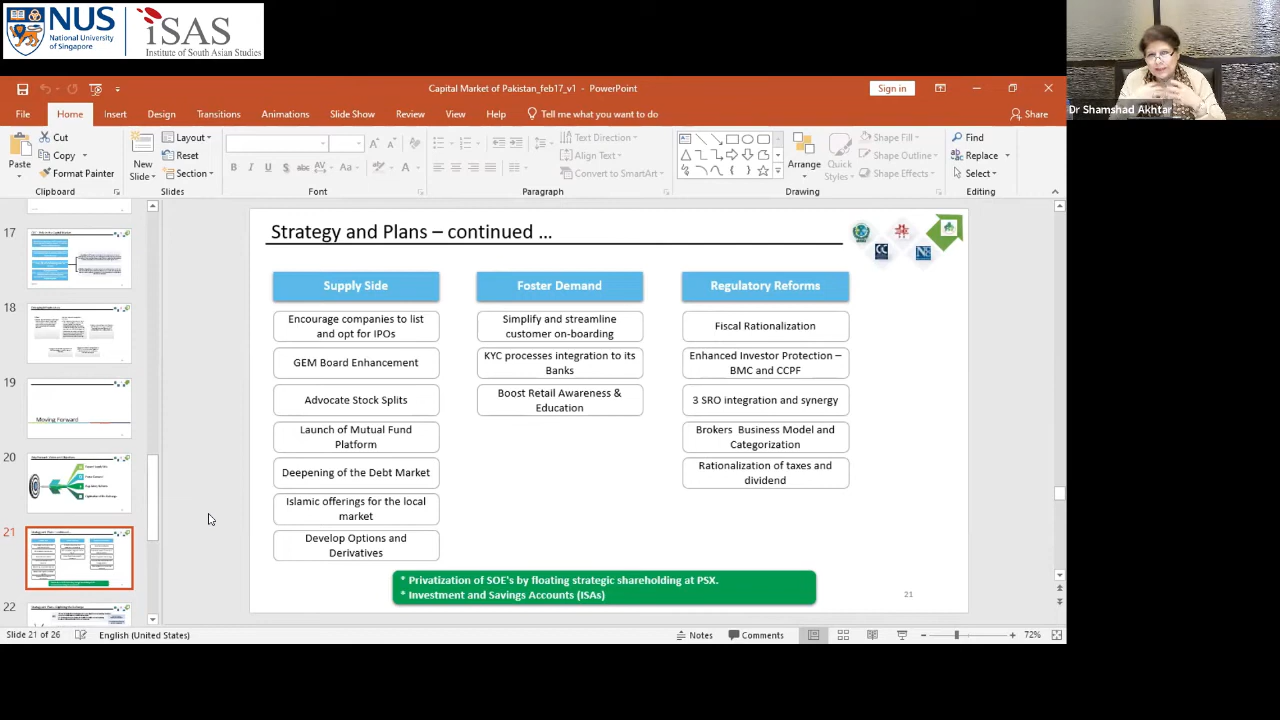 NUS
National University
of Singapore
iSAS
Institute of South Asian Studies
Dr Shamshad Akhtar
Capital Market of Pakistan_feb17_v1 - PowerPoint
Sign in
File Home Insert Design Transitions Animations Slide Show Review View Help Tell me what you want to do
Share
Paste
Cut
Copy
Format Painter
Clipboard
New
Slide
Layout
Reset
Section
Slides
Font
Text Direction
Align Text
Convert to SmartArt
Paragraph
Arrange
Quick
Styles
Shape Fill
Shape Outline
Shape Effects
Drawing
Find
Replace
Select
Editing
17
18
19
Moving Forward
20
21
22
Strategy and Plans – continued ...
Supply Side
Encourage companies to list
and opt for IPOs
GEM Board Enhancement
Advocate Stock Splits
Launch of Mutual Fund
Platform
Deepening of the Debt Market
Islamic offerings for the local
market
Develop Options and
Derivatives
Foster Demand
Simplify and streamline
customer on-boarding
KYC processes integration to its
Banks
Boost Retail Awareness &
Education
Regulatory Reforms
Fiscal Rationalization
Enhanced Investor Protection –
BMC and CCPF
3 SRO integration and synergy
Brokers Business Model and
Categorization
Rationalization of taxes and
dividend
* Privatization of SOE's by floating strategic shareholding at PSX.
* Investment and Savings Accounts (ISAs)
21
Slide 21 of 26
English (United States)
Notes
Comments
72%